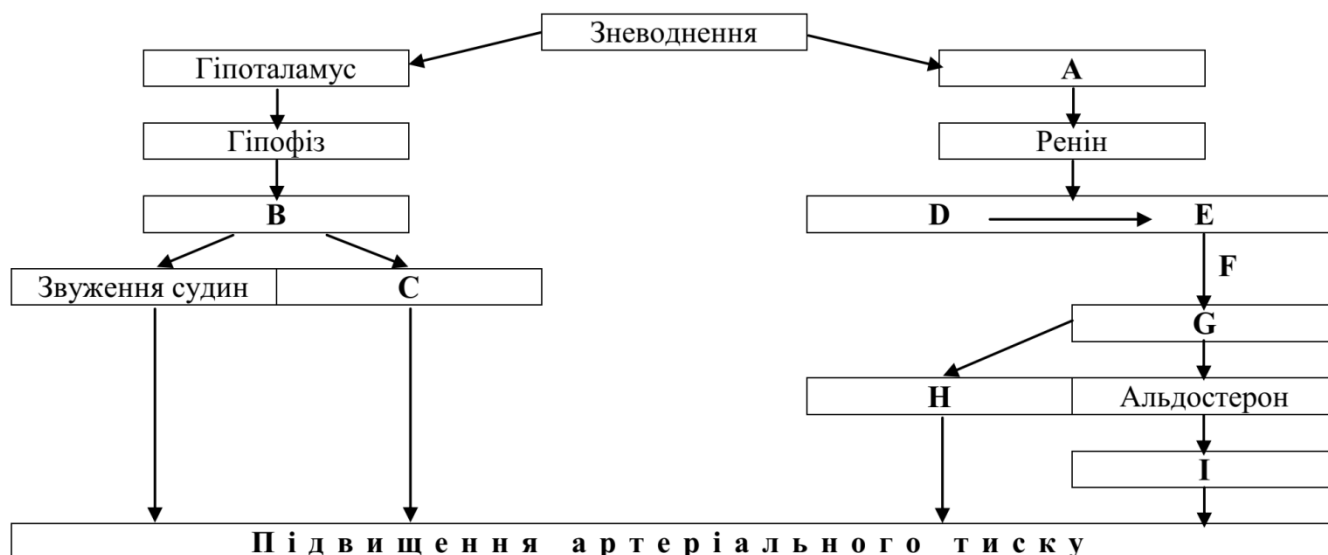 Зневоднення
Гіпоталамус A
Гіпофіз Ренін
B D E
F
Звуження судин C
G
H Альдостерон
I
Підвищення артеріального тиску